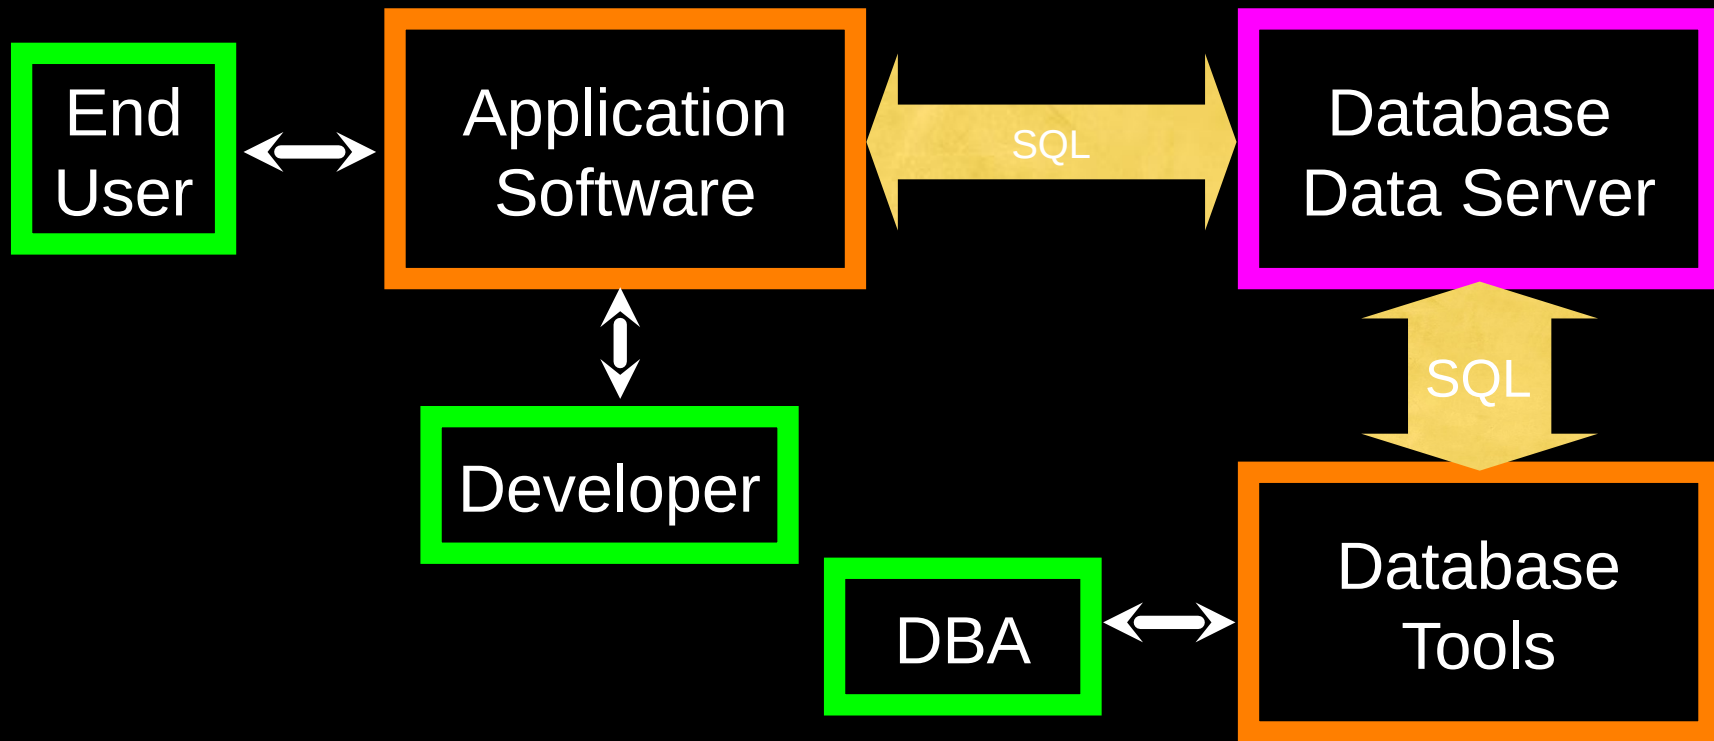 End
User
Application
Software
SQL
Database
Data Server
SQL
Developer
DBA
Database
Tools